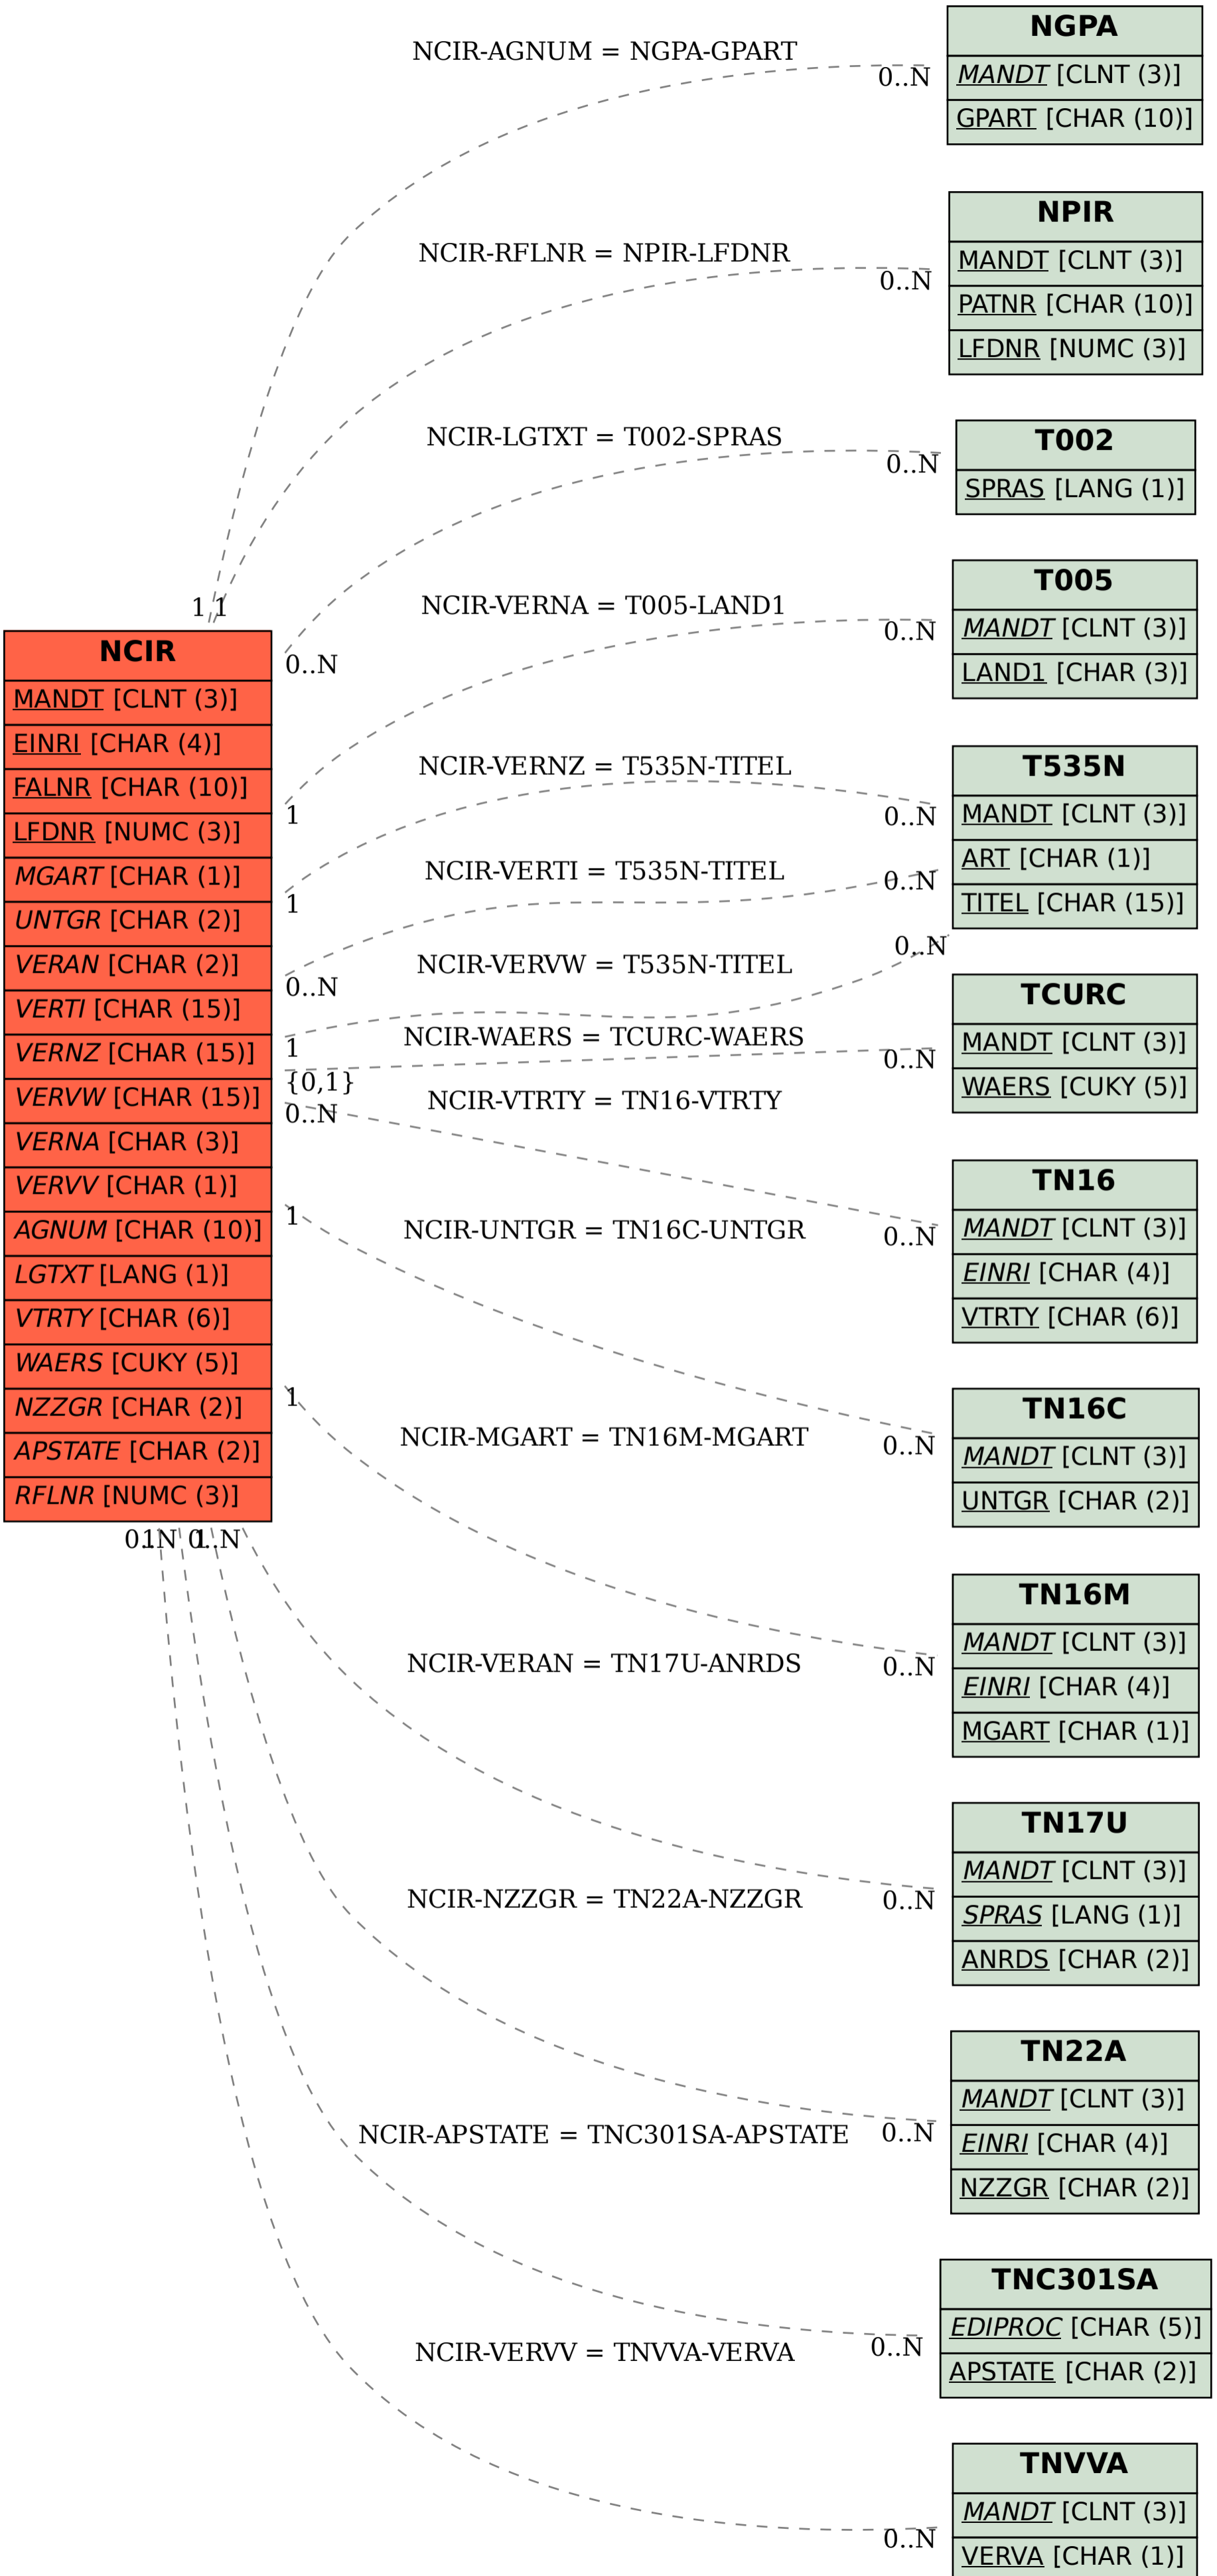 NCIR-AGNUM = NGPA-GPART
0..N
NGPA
MANDT [CLNT (3)]
GPART [CHAR (10)]
NCIR-RFLNR = NPIR-LFDNR
0..N
NPIR
MANDT [CLNT (3)]
PATNR [CHAR (10)]
LFDNR [NUMC (3)]
NCIR-LGTXT = T002-SPRAS
0..N
T002
SPRAS [LANG (1)]
NCIR-VERNA = T005-LAND1
0..N
T005
MANDT [CLNT (3)]
LAND1 [CHAR (3)]
1
1
NCIR
MANDT [CLNT (3)]
EINRI [CHAR (4)]
FALNR [CHAR (10)]
LFDNR [NUMC (3)]
MGART [CHAR (1)]
UNTGR [CHAR (2)]
VERAN [CHAR (2)]
VERTI [CHAR (15)]
VERNZ [CHAR (15)]
VERVW [CHAR (15)]
VERNA [CHAR (3)]
VERVV [CHAR (1)]
AGNUM [CHAR (10)]
LGTXT [LANG (1)]
VTRTY [CHAR (6)]
WAERS [CUKY (5)]
NZZGR [CHAR (2)]
APSTATE [CHAR (2)]
RFLNR [NUMC (3)]
0..N
1
1
0..N
1
{0,1}
0..N
1
1
0..N
1
1
0..N
NCIR-VERNZ = T535N-TITEL
0..N
NCIR-VERTI = T535N-TITEL
0..N
NCIR-VERVW = T535N-TITEL
0..N
T535N
MANDT [CLNT (3)]
ART [CHAR (1)]
TITEL [CHAR (15)]
NCIR-WAERS = TCURC-WAERS
0..N
TCURC
MANDT [CLNT (3)]
WAERS [CUKY (5)]
NCIR-VTRTY = TN16-VTRTY
0..N
TN16
MANDT [CLNT (3)]
EINRI [CHAR (4)]
VTRTY [CHAR (6)]
NCIR-UNTGR = TN16C-UNTGR
0..N
TN16C
MANDT [CLNT (3)]
UNTGR [CHAR (2)]
NCIR-MGART = TN16M-MGART
0..N
TN16M
MANDT [CLNT (3)]
EINRI [CHAR (4)]
MGART [CHAR (1)]
NCIR-VERAN = TN17U-ANRDS
0..N
TN17U
MANDT [CLNT (3)]
SPRAS [LANG (1)]
ANRDS [CHAR (2)]
NCIR-NZZGR = TN22A-NZZGR
0..N
TN22A
MANDT [CLNT (3)]
EINRI [CHAR (4)]
NZZGR [CHAR (2)]
NCIR-APSTATE = TNC301SA-APSTATE
0..N
TNC301SA
EDIPROC [CHAR (5)]
APSTATE [CHAR (2)]
NCIR-VERVV = TNVVA-VERVA
0..N
TNVVA
MANDT [CLNT (3)]
VERVA [CHAR (1)]